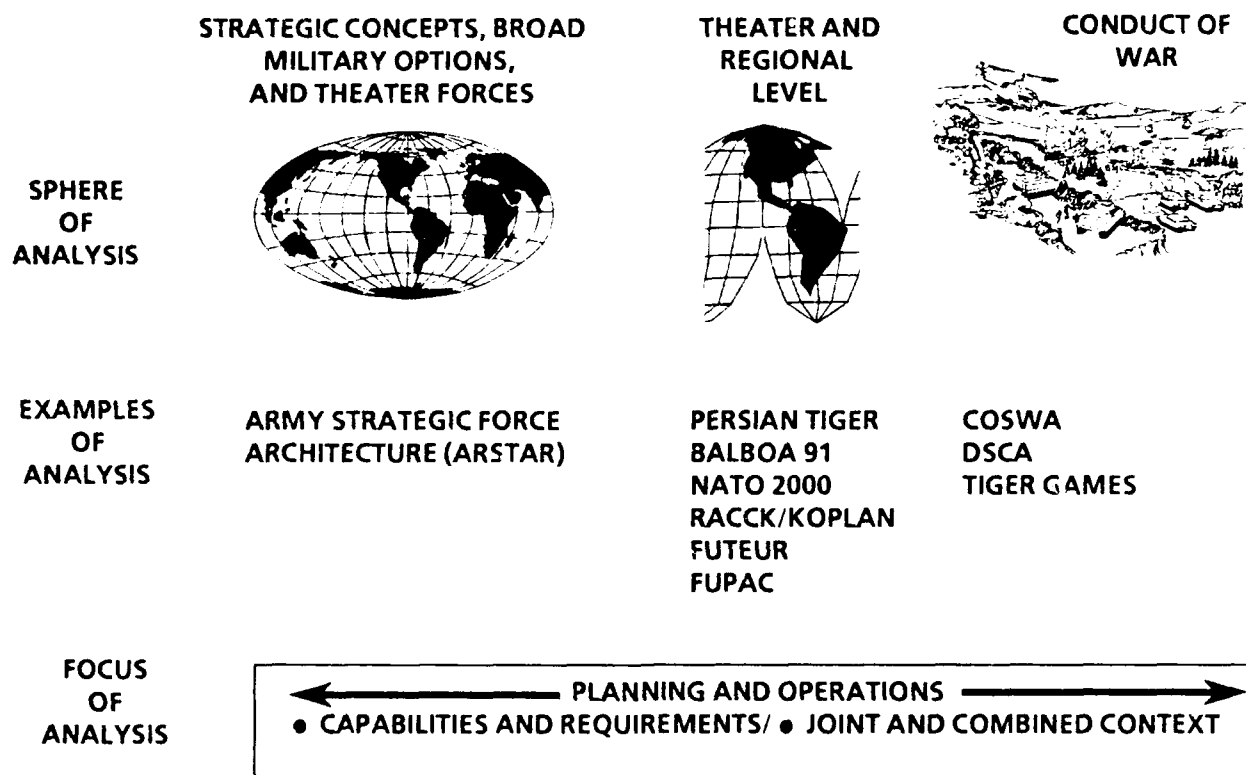 STRATEGIC CONCEPTS, BROAD
MILITARY OPTIONS,
AND THEATER FORCES
THEATER AND
REGIONAL
LEVEL
CONDUCT OF
WAR
SPHERE
OF
ANALYSIS
EXAMPLES
OF
ANALYSIS
ARMY STRATEGIC FORCE
ARCHITECTURE (ARSTAR)
PERSIAN TIGER
BALBOA 91
NATO 2000
RACCK/KOPLAN
FUTEUR
FUPAC
COSWA
DSCA
TIGER GAMES
FOCUS
OF
ANALYSIS
PLANNING AND OPERATIONS
● CAPABILITIES AND REQUIREMENTS/ ● JOINT AND COMBINED CONTEXT